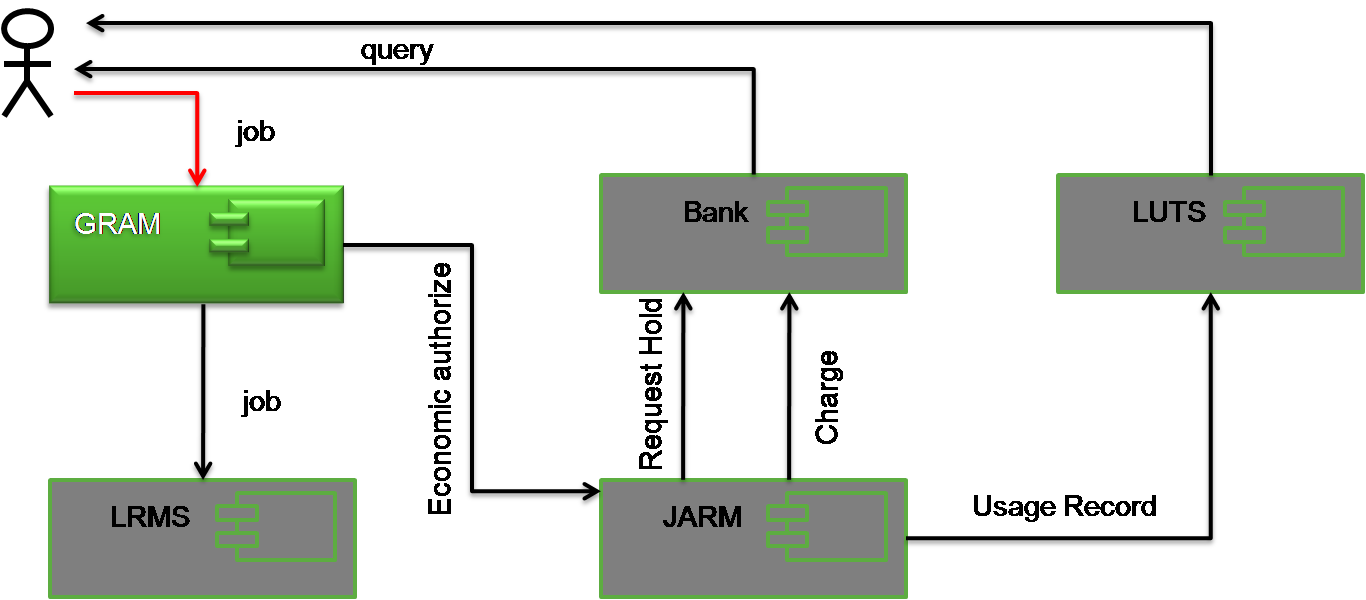 query
job
GRAM
Bank
LUTS
Economic authorize
Request Hold
Charge
job
LRMS
JARM
Usage Record